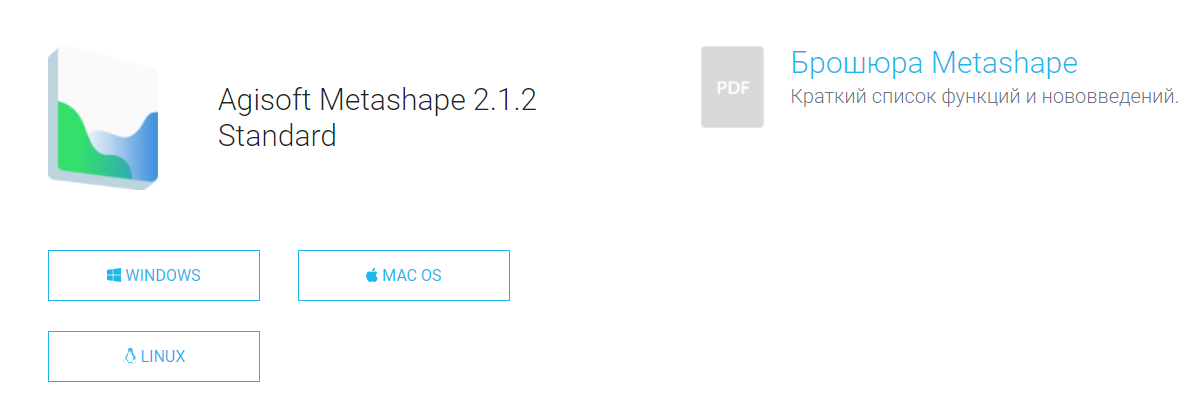 Agisoft Metashape 2.1.2
Standard
WINDOWS
MAC OS
LINUX
PDF
Брошюра Metashape
Краткий список функций и нововведений.